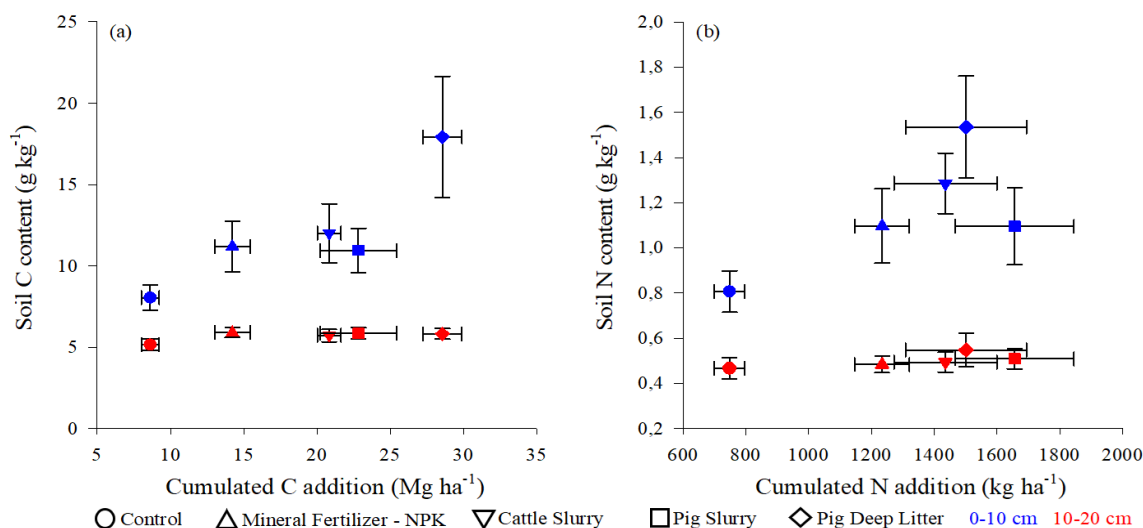 (a)
25
20
15
10
5
0
Soil C content (g kg⁻¹)
5 10 15 20 25 30 35
Cumulated C addition (Mg ha⁻¹)
(b)
2,0
1,8
1,6
1,4
1,2
1,0
0,8
0,6
0,4
0,2
Soil N content (g kg⁻¹)
600 800 1000 1200 1400 1600 1800 2000
Cumulated N addition (kg ha⁻¹)
Control Mineral Fertilizer - NPK Cattle Slurry Pig Slurry Pig Deep Litter 0-10 cm 10-20 cm